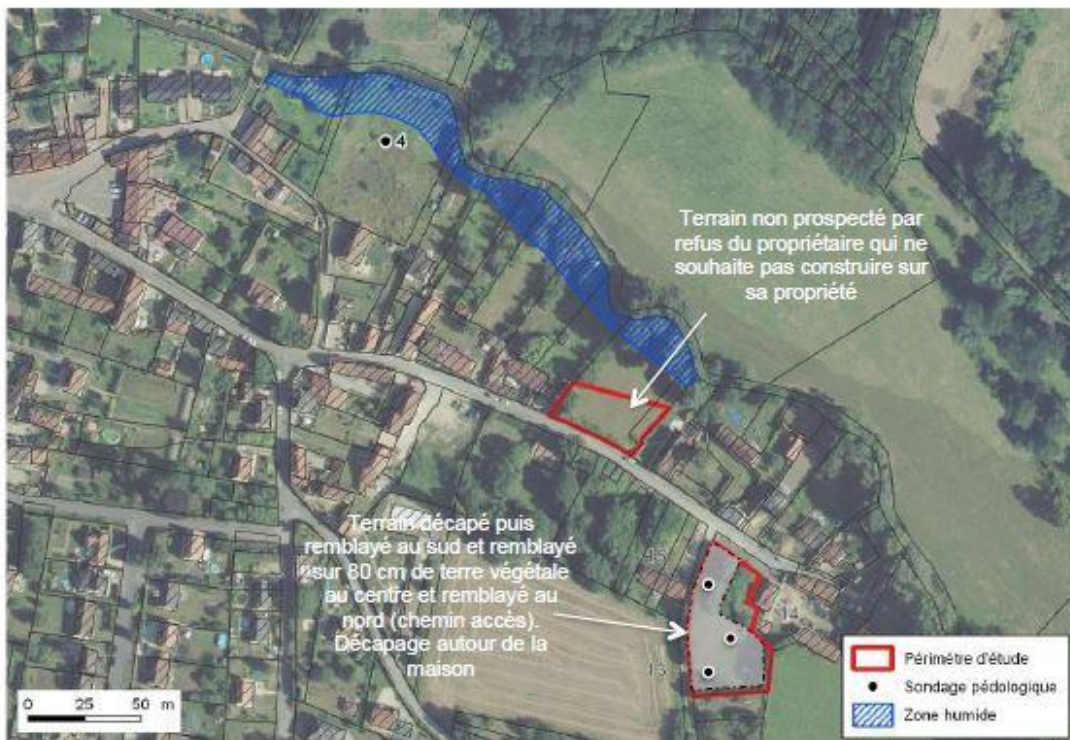 4
Terrain non prospecté par
refus du propriétaire qui ne
souhaite pas construire sur
sa propriété
Terrain décapé puis
remblayé au sud et remblayé
sur 80 cm de terre végétale
au centre et remblayé au
nord (chemin accès).
Décapage autour de la
maison
15
14
13
0 25 50 m
Périmètre d'étude
Sondage pédologique
Zone humide